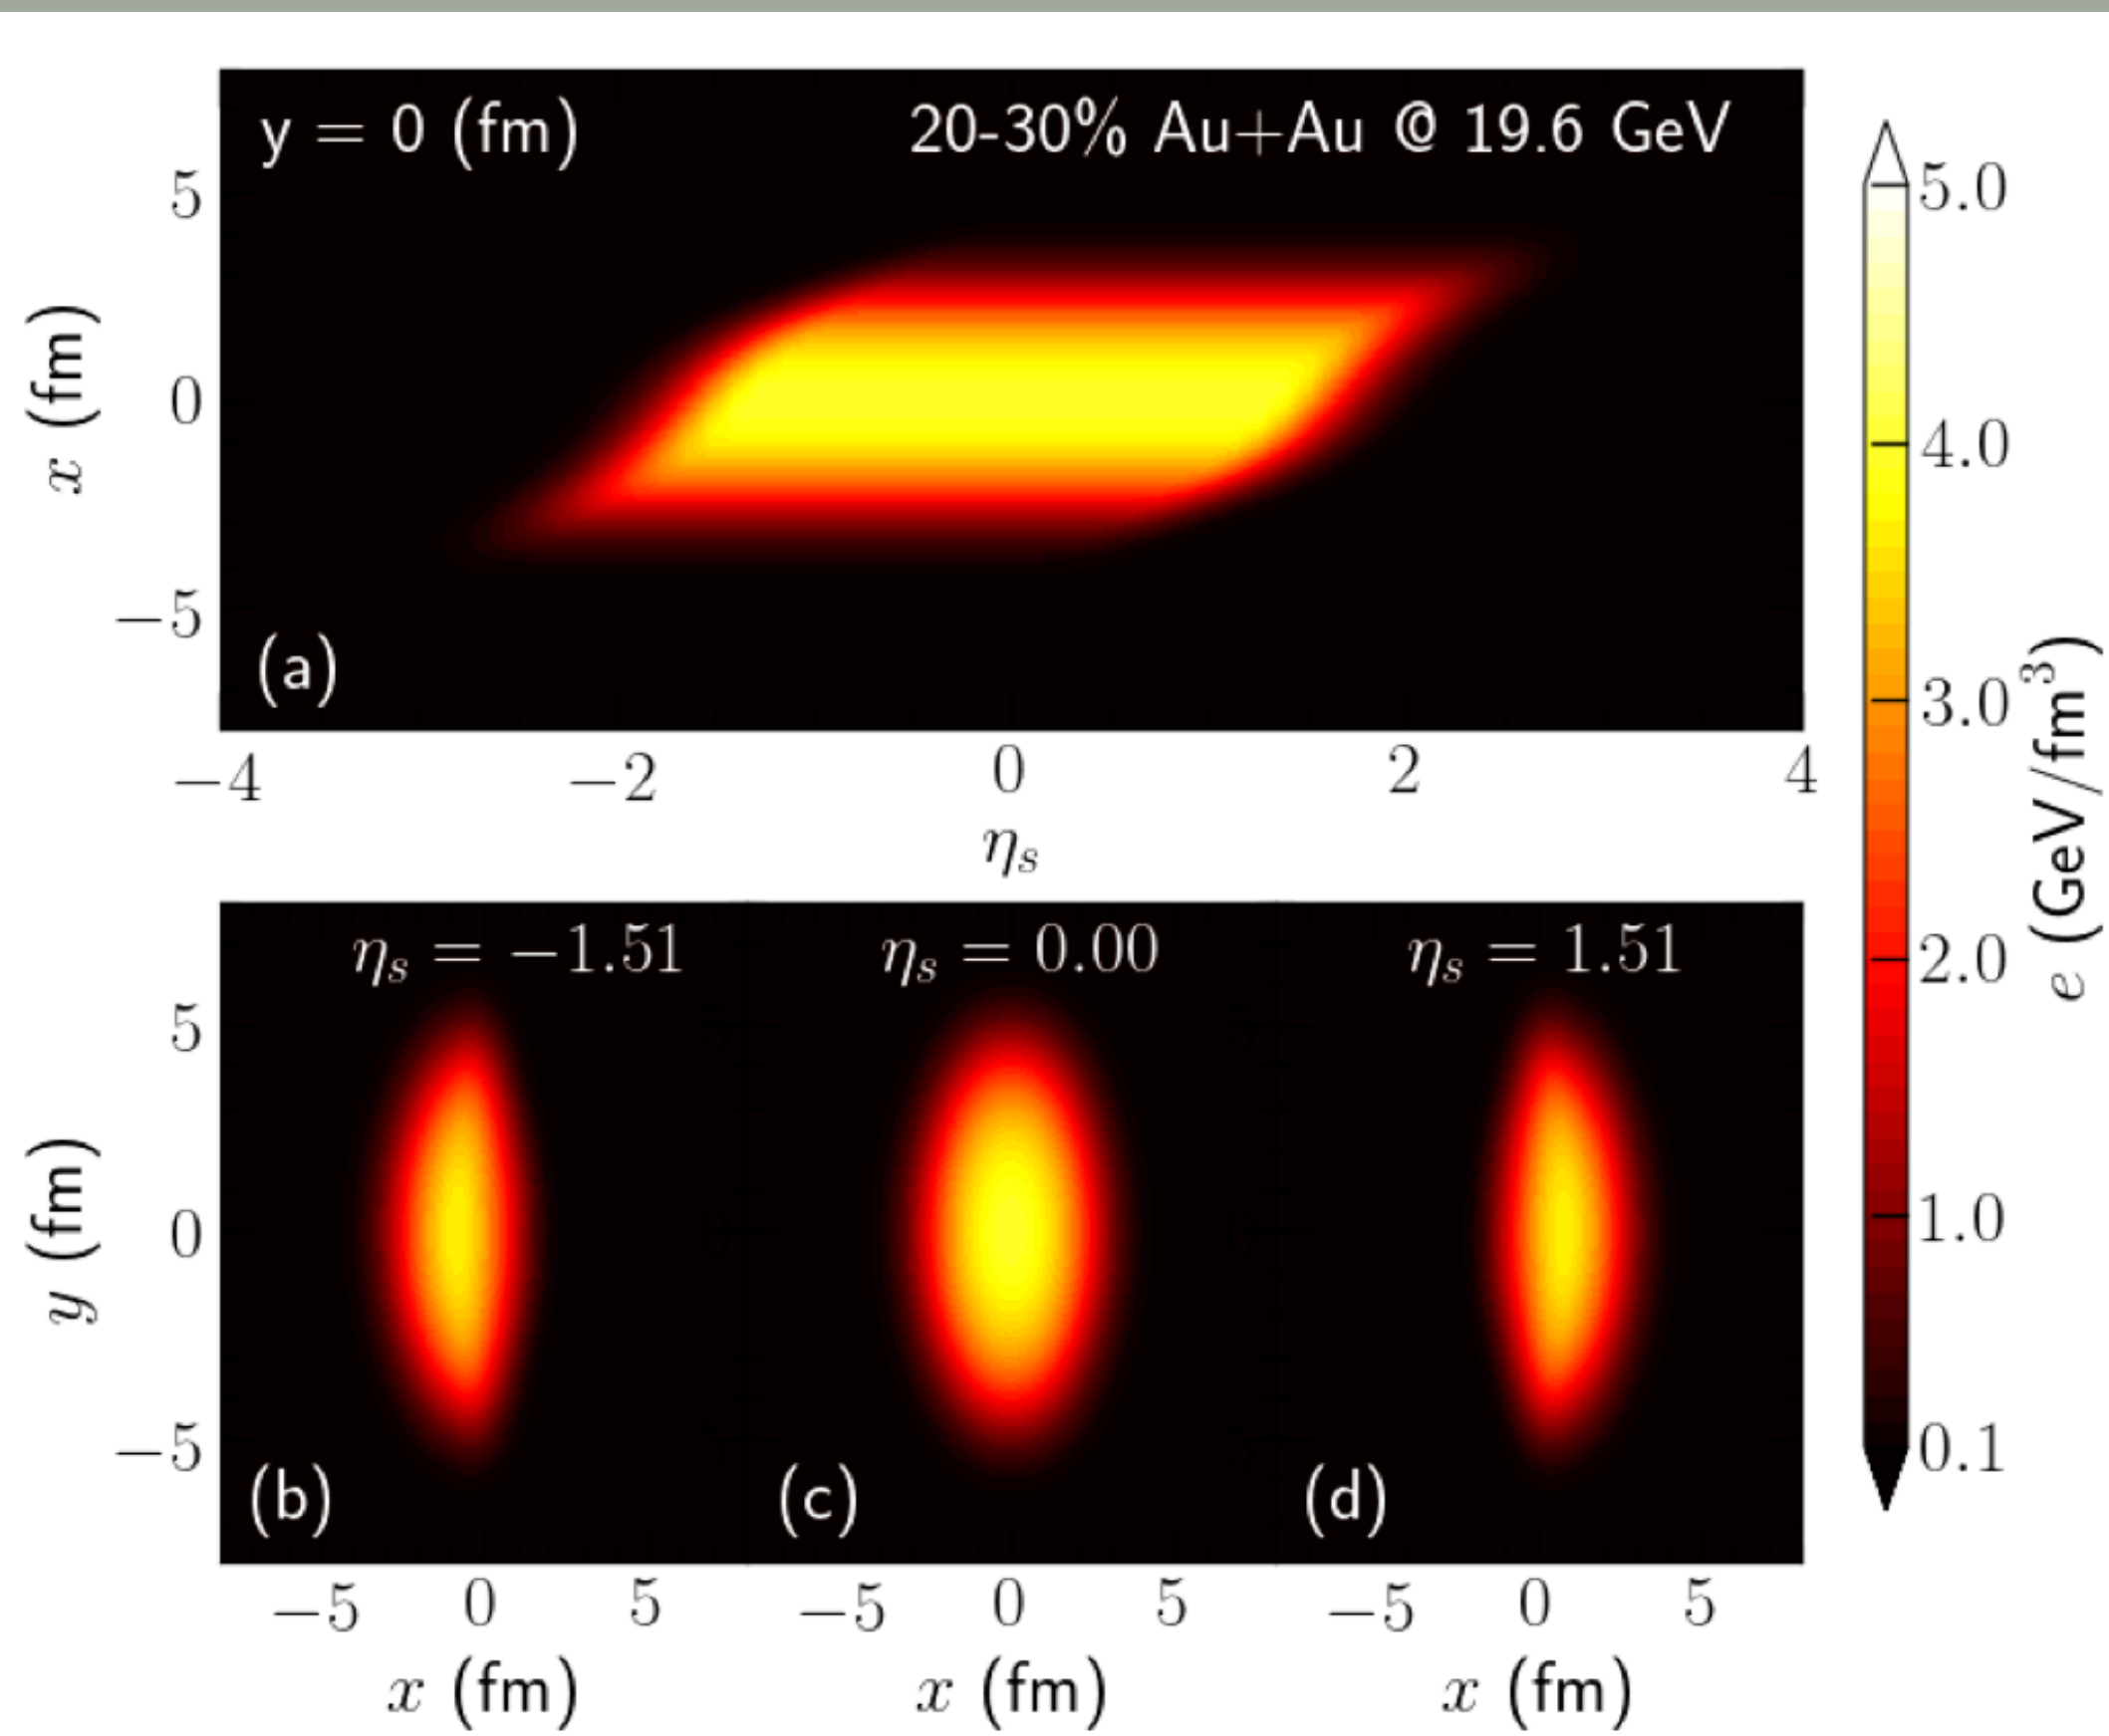 y = 0 (fm) 20-30% Au+Au @ 19.6 GeV
5
0
−5
x (fm)
(a)
−4 −2 0 2 4
ηs
5.0
4.0
3.0
2.0
1.0
0.1
e (GeV/fm³)
ηs = −1.51
ηs = 0.00
ηs = 1.51
5
0
−5
y (fm)
(b)
(c)
(d)
−5 0 5
−5 0 5
−5 0 5
x (fm)
x (fm)
x (fm)